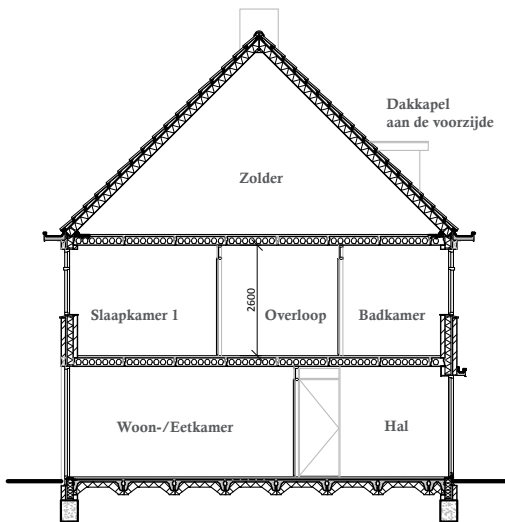 Dakkapel
aan de voorzijde
Zolder
Slaapkamer 1
2600
Overloop
Badkamer
Woon-/Eetkamer
Hal